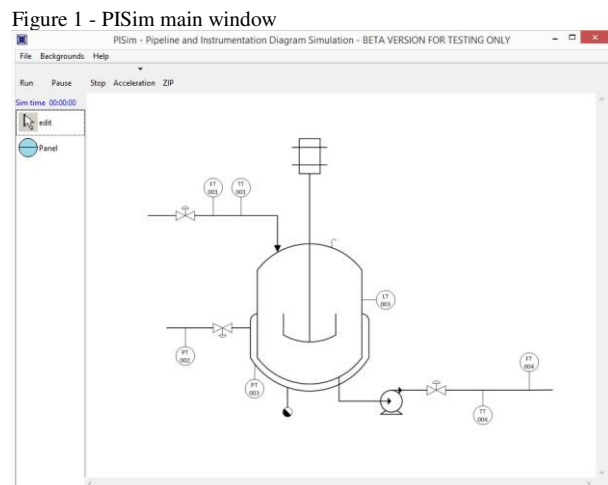 Figure 1 - PISim main window
PISim - Pipeline and Instrumentation Diagram Simulation - BETA VERSION FOR TESTING ONLY
File Backgrounds Help
Run Pause Stop Acceleration ZIP
Sim time 00:00:00
edit
Panel
FT
001
TT
001
LT
003
PT
002
PT
003
FT
004
TT
004